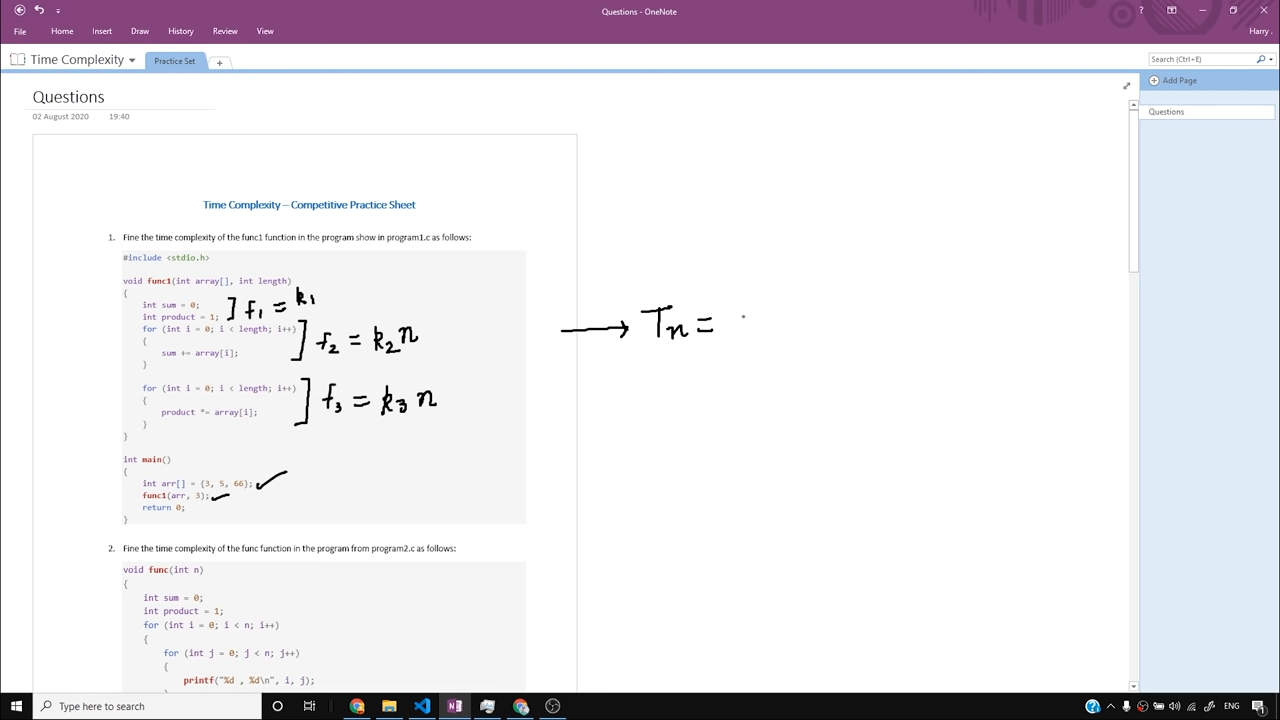 Questions - OneNote
?
File Home Insert Draw History Review View Harry .
Time Complexity Practice Set + Search (Ctrl+E)
Questions
02 August 2020 19:40
Add Page
Questions
Time Complexity – Competitive Practice Sheet
1. Fine the time complexity of the func1 function in the program show in program1.c as follows:
#include <stdio.h>
void func1(int array[], int length)
{
int sum = 0;
int product = 1; ] f1 = k1
for (int i = 0; i < length; i++)
{ ] f2 = k2n
sum += array[i];
}
for (int i = 0; i < length; i++)
{ ] f3 = k3 n
product *= array[i];
}
}
Tn =
int main()
{
int arr[] = {3, 5, 66};
func1(arr, 3);
return 0;
}
2. Fine the time complexity of the func function in the program from program2.c as follows:
void func(int n)
{
int sum = 0;
int product = 1;
for (int i = 0; i < n; i++)
{
for (int j = 0; j < n; j++)
{
printf("%d , %d\n", i, j);
}
Type here to search
ENG